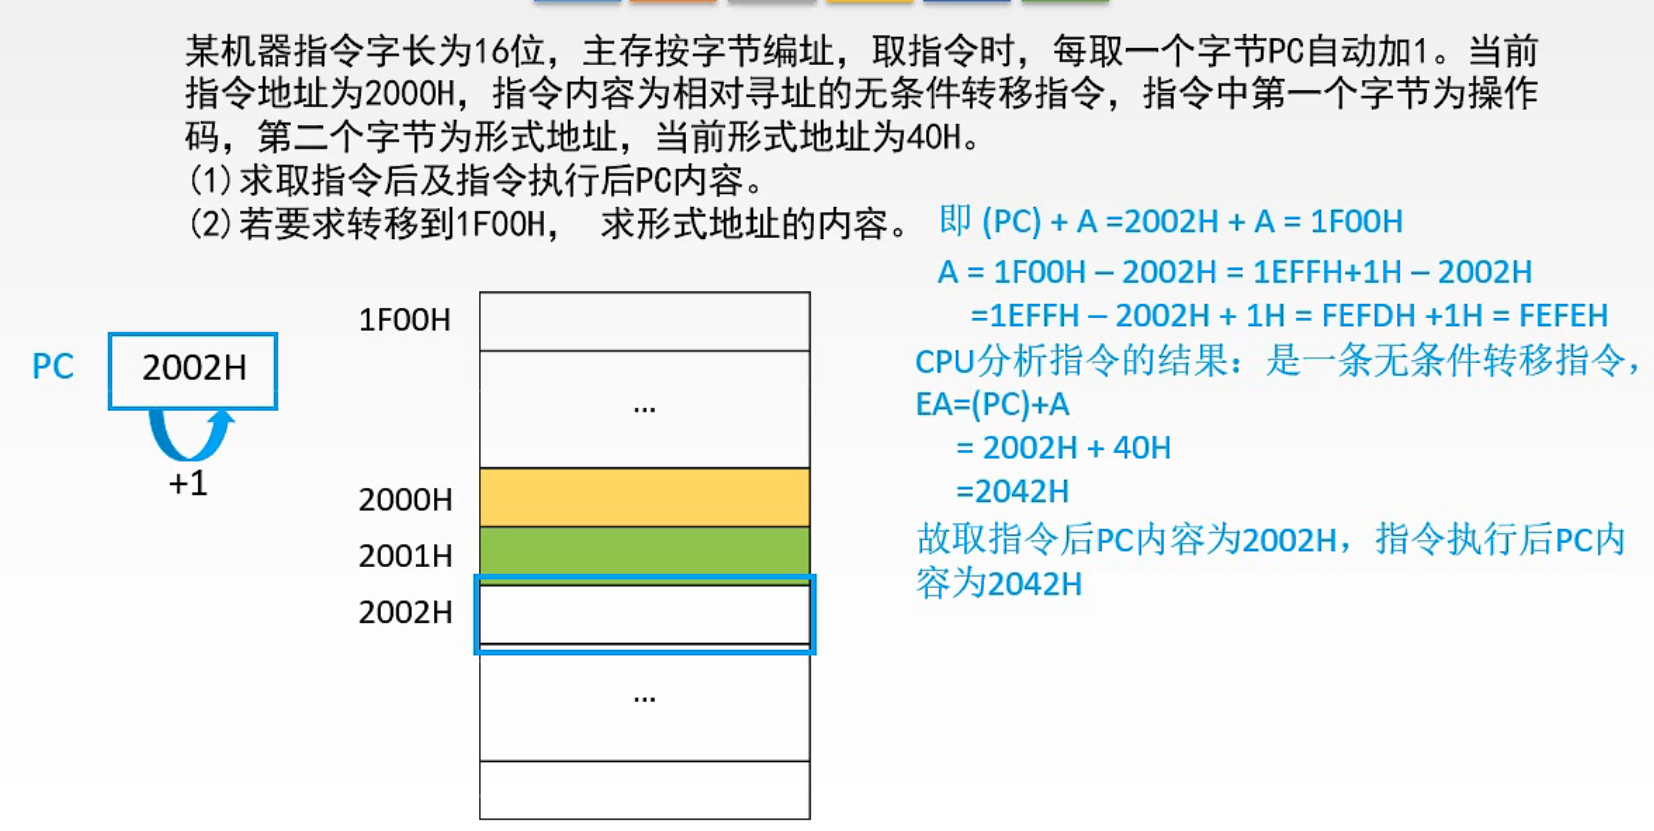 某机器指令字长为16位，主存按字节编址，取指令时，每取一个字节PC自动加1。当前
指令地址为2000H，指令内容为相对寻址的无条件转移指令，指令中第一个字节为操作
码，第二个字节为形式地址，当前形式地址为40H。
(1)求取指令后及指令执行后PC内容。
(2)若要求转移到1F00H， 求形式地址的内容。
即 (PC) + A =2002H + A = 1F00H
A = 1F00H – 2002H = 1EFFH+1H – 2002H
=1EFFH – 2002H + 1H = FEFDH +1H = FEFEH
CPU分析指令的结果：是一条无条件转移指令，
EA=(PC)+A
= 2002H + 40H
=2042H
故取指令后PC内容为2002H，指令执行后PC内
容为2042H
PC
2002H
+1
1F00H
...
2000H
2001H
2002H
...